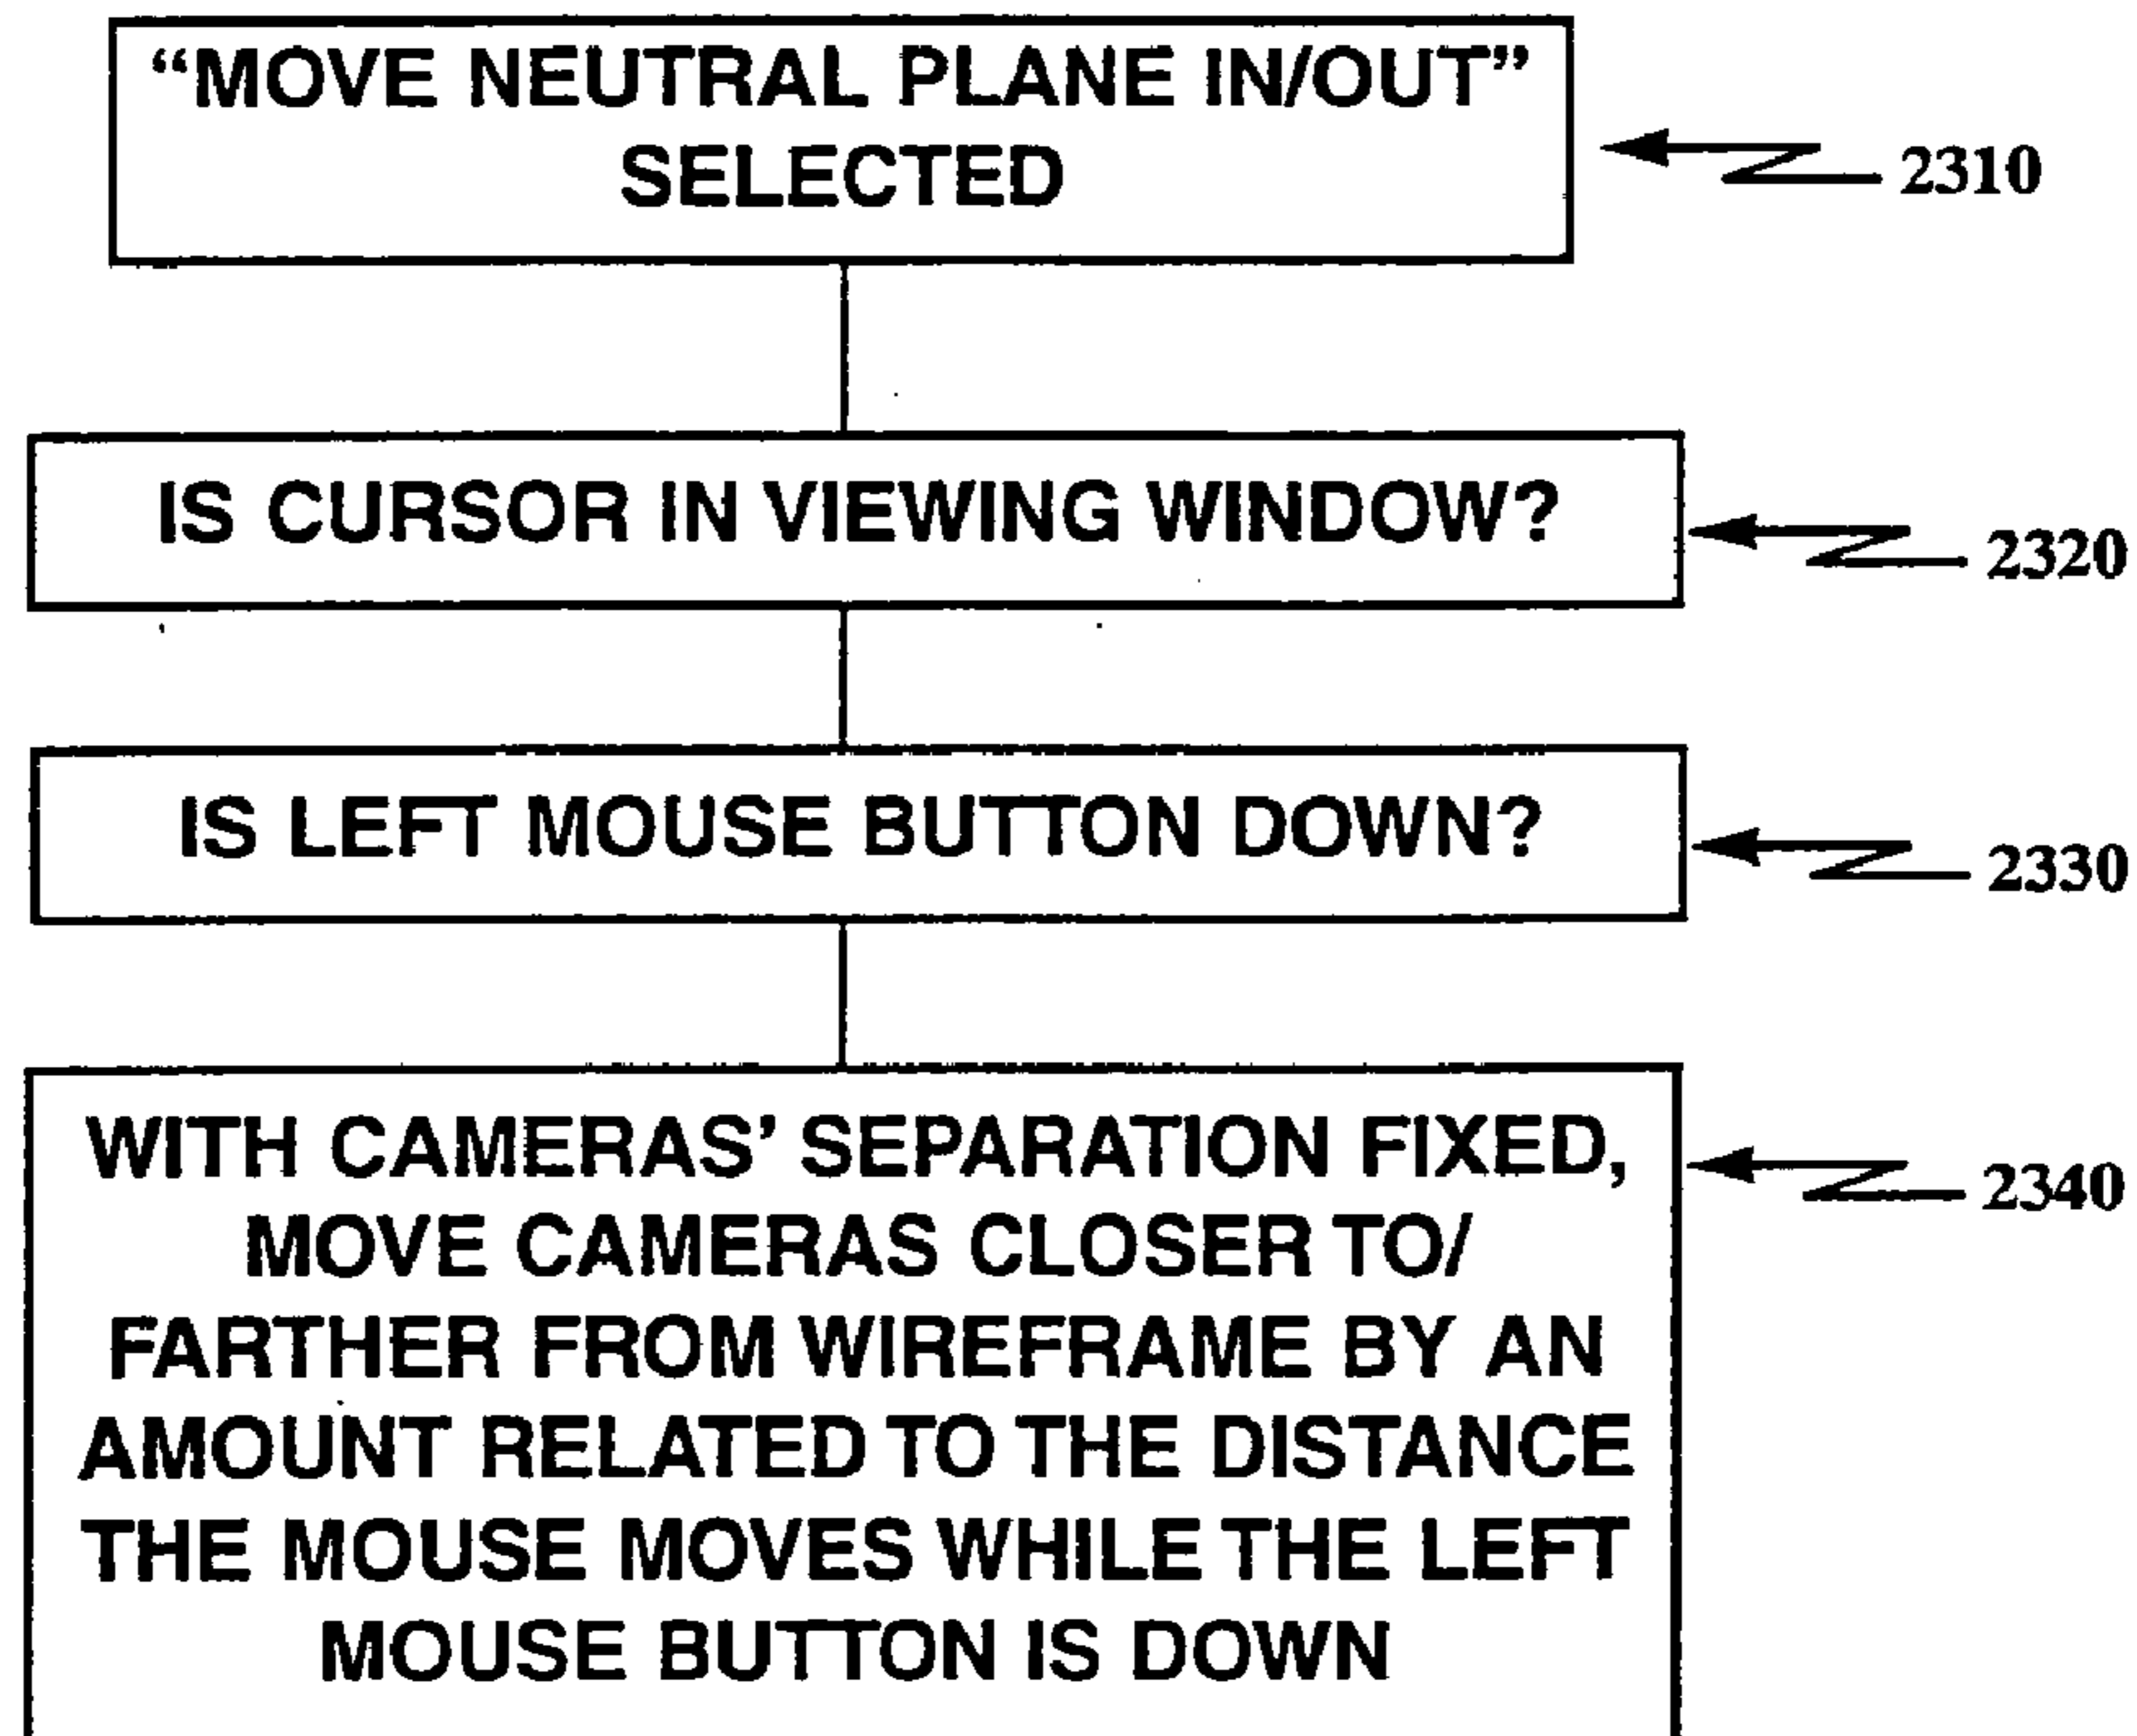 “MOVE NEUTRAL PLANE IN/OUT”
SELECTED
2310
IS CURSOR IN VIEWING WINDOW?
2320
IS LEFT MOUSE BUTTON DOWN?
2330
WITH CAMERAS’ SEPARATION FIXED,
MOVE CAMERAS CLOSER TO/
FARTHER FROM WIREFRAME BY AN
AMOUNT RELATED TO THE DISTANCE
THE MOUSE MOVES WHILE THE LEFT
MOUSE BUTTON IS DOWN
2340